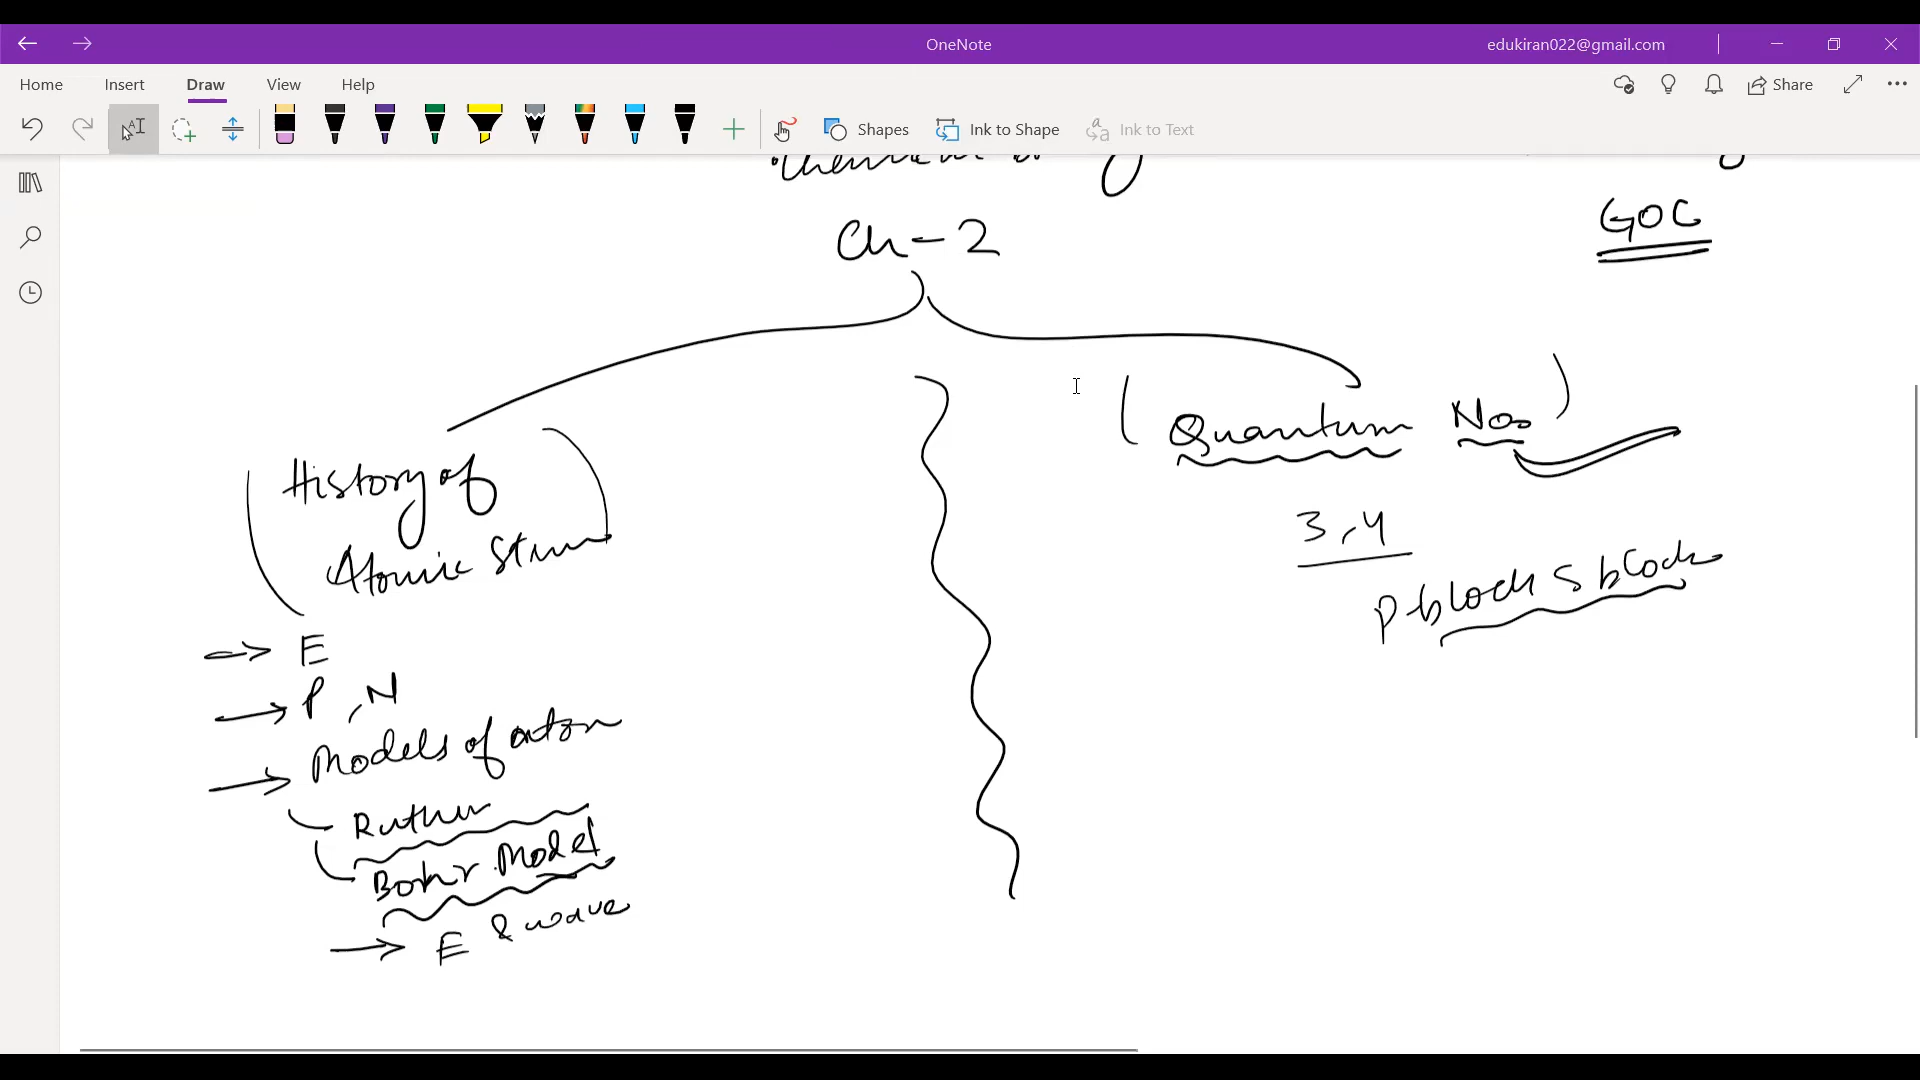 OneNote
edukiran022@gmail.com
Home Insert Draw View Help
Share
Shapes
Ink to Shape
Ink to Text
GOC
Ch-2
(Quantum Nos)
(History of
Atomic Struc
3,4
P block S block
→ E
→ P, N
→ Models of atom
Ruther
Bohr Model
→ E & wave